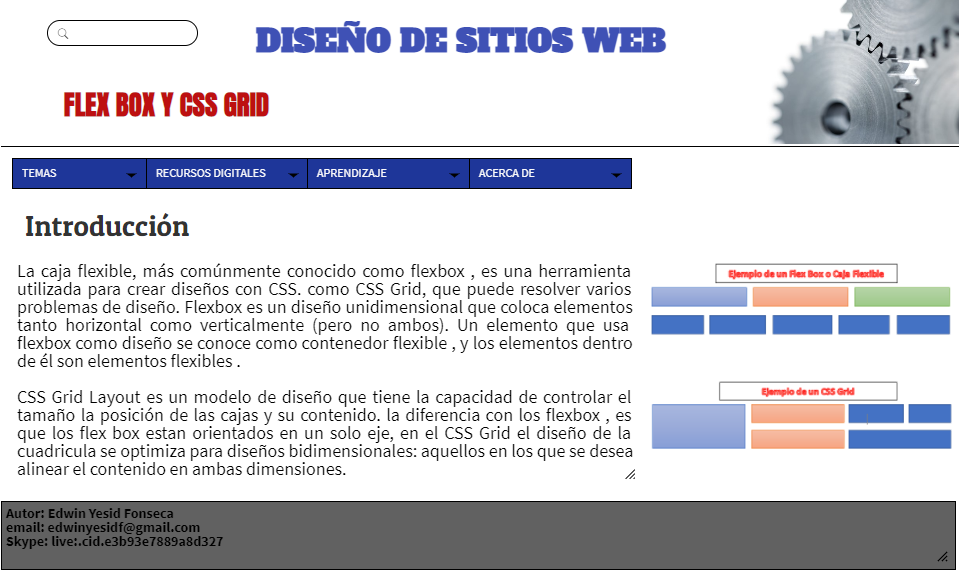 DISEÑO DE SITIOS WEB
FLEX BOX Y CSS GRID
TEMAS
RECURSOS DIGITALES
APRENDIZAJE
ACERCA DE
Introducción
La caja flexible, más comúnmente conocido como flexbox , es una herramienta
utilizada para crear diseños con CSS. como CSS Grid, que puede resolver varios
problemas de diseño. Flexbox es un diseño unidimensional que coloca elementos
tanto horizontal como verticalmente (pero no ambos). Un elemento que usa
flexbox como diseño se conoce como contenedor flexible , y los elementos dentro
de él son elementos flexibles .
CSS Grid Layout es un modelo de diseño que tiene la capacidad de controlar el
tamaño la posición de las cajas y su contenido. la diferencia con los flexbox , es
que los flex box estan orientados en un solo eje, en el CSS Grid el diseño de la
cuadricula se optimiza para diseños bidimensionales: aquellos en los que se desea
alinear el contenido en ambas dimensiones.
Ejemplo de un Flex Box o Caja Flexible
Ejemplo de un CSS Grid
Autor: Edwin Yesid Fonseca
email: edwinyesidf@gmail.com
Skype: live:.cid.e3b93e7889a8d327